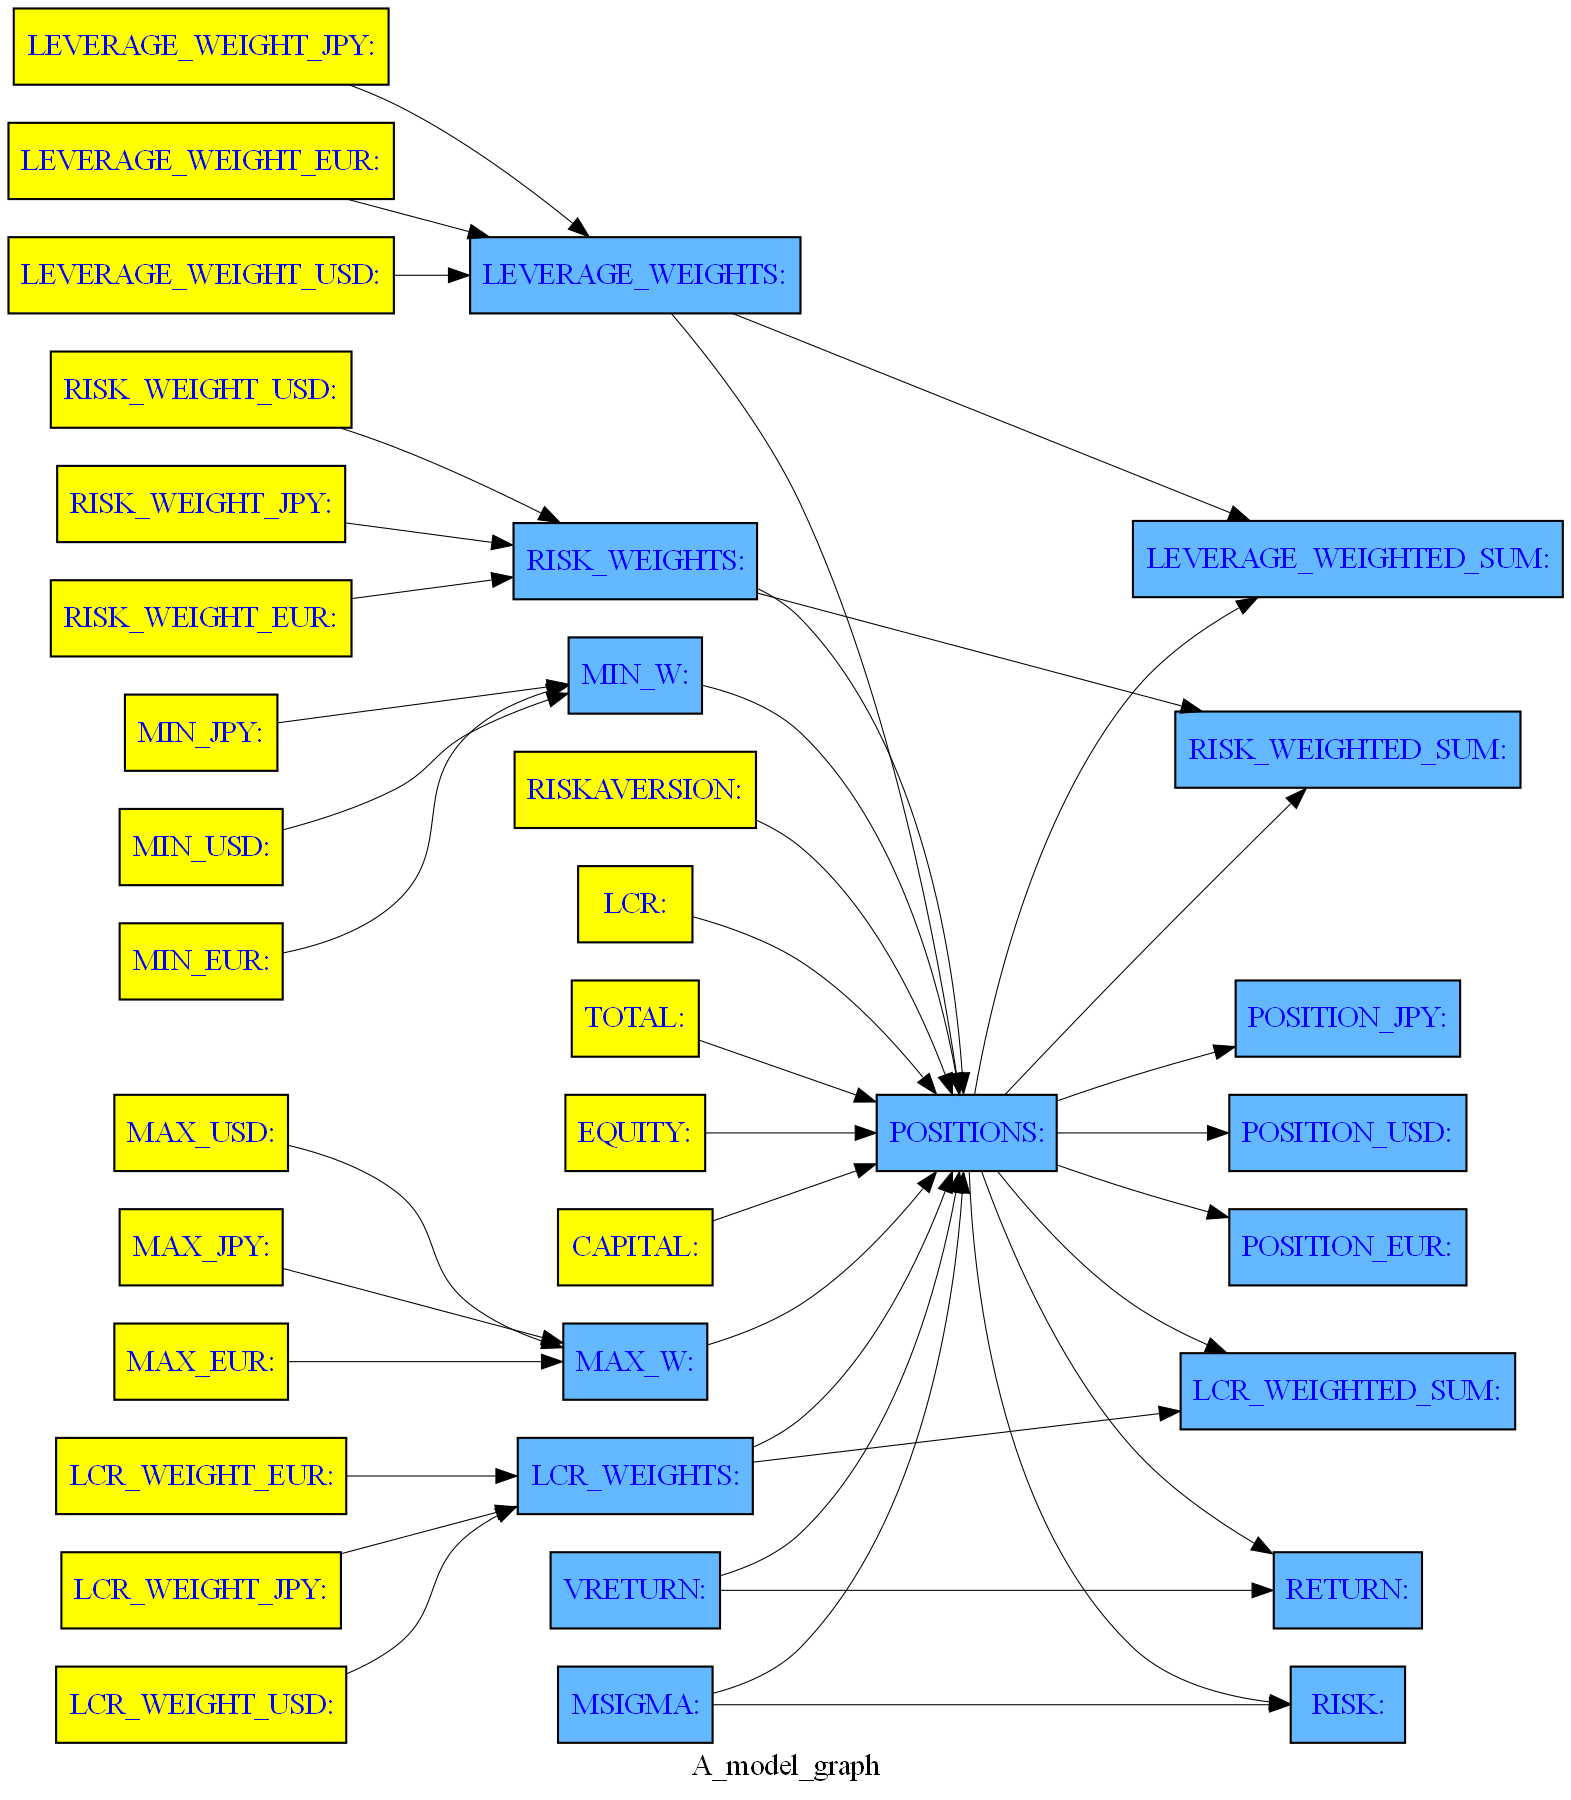 LEVERAGE_WEIGHT_JPY:
LEVERAGE_WEIGHT_EUR:
LEVERAGE_WEIGHT_USD:
RISK_WEIGHT_USD:
RISK_WEIGHT_JPY:
RISK_WEIGHT_EUR:
MIN_JPY:
MIN_USD:
MIN_EUR:
MAX_USD:
MAX_JPY:
MAX_EUR:
LCR_WEIGHT_EUR:
LCR_WEIGHT_JPY:
LCR_WEIGHT_USD:
LEVERAGE_WEIGHTS:
RISK_WEIGHTS:
MIN_W:
RISKAVERSION:
LCR:
TOTAL:
EQUITY:
CAPITAL:
MAX_W:
LCR_WEIGHTS:
VRETURN:
MSIGMA:
POSITIONS:
LEVERAGE_WEIGHTED_SUM:
RISK_WEIGHTED_SUM:
POSITION_JPY:
POSITION_USD:
POSITION_EUR:
LCR_WEIGHTED_SUM:
RETURN:
RISK:
A_model_graph